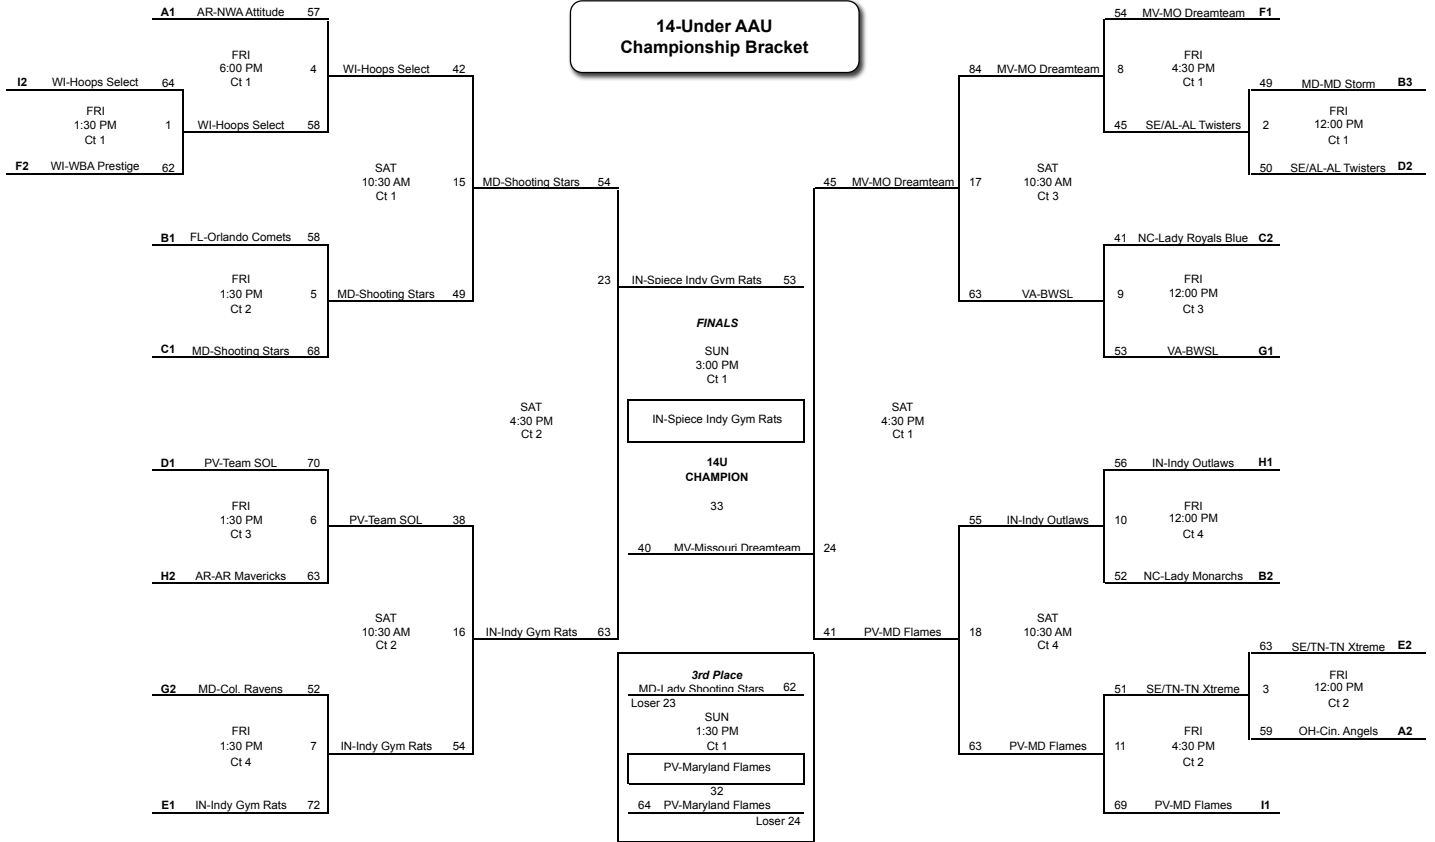 14-Under AAU
Championship Bracket
A1 AR-NWA Attitude 57
FRI
6:00 PM 4
Ct 1
WI-Hoops Select 42
I2 WI-Hoops Select 64
FRI
1:30 PM 1
Ct 1
WI-Hoops Select 58
F2 WI-WBA Prestige 62
SAT
10:30 AM 15
Ct 1
MD-Shooting Stars 54
B1 FL-Orlando Comets 58
FRI
1:30 PM 5
Ct 2
MD-Shooting Stars 49
C1 MD-Shooting Stars 68
SAT
4:30 PM
Ct 2
D1 PV-Team SOL 70
FRI
1:30 PM 6
Ct 3
PV-Team SOL 38
H2 AR-AR Mavericks 63
SAT
10:30 AM 16
Ct 2
IN-Indy Gym Rats 63
G2 MD-Col. Ravens 52
FRI
1:30 PM 7
Ct 4
IN-Indy Gym Rats 54
E1 IN-Indy Gym Rats 72
23 IN-Spiece Indy Gym Rats 53
FINALS
SUN
3:00 PM
Ct 1
IN-Spiece Indy Gym Rats
14U
CHAMPION
33
40 MV-Missouri Dreamteam 24
3rd Place
MD-Lady Shooting Stars 62
Loser 23
SUN
1:30 PM
Ct 1
PV-Maryland Flames
32
64 PV-Maryland Flames
Loser 24
54 MV-MO Dreamteam F1
84 MV-MO Dreamteam 8
FRI
4:30 PM
Ct 1
49 MD-MD Storm B3
45 SE/AL-AL Twisters 2
FRI
12:00 PM
Ct 1
50 SE/AL-AL Twisters D2
45 MV-MO Dreamteam 17
SAT
10:30 AM
Ct 3
41 NC-Lady Royals Blue C2
63 VA-BWSL 9
FRI
12:00 PM
Ct 3
53 VA-BWSL G1
SAT
4:30 PM
Ct 1
56 IN-Indy Outlaws H1
55 IN-Indy Outlaws 10
FRI
12:00 PM
Ct 4
52 NC-Lady Monarchs B2
41 PV-MD Flames 18
SAT
10:30 AM
Ct 4
63 SE/TN-TN Xtreme E2
51 SE/TN-TN Xtreme 3
FRI
12:00 PM
Ct 2
59 OH-Cin. Angels A2
63 PV-MD Flames 11
FRI
4:30 PM
Ct 2
69 PV-MD Flames I1